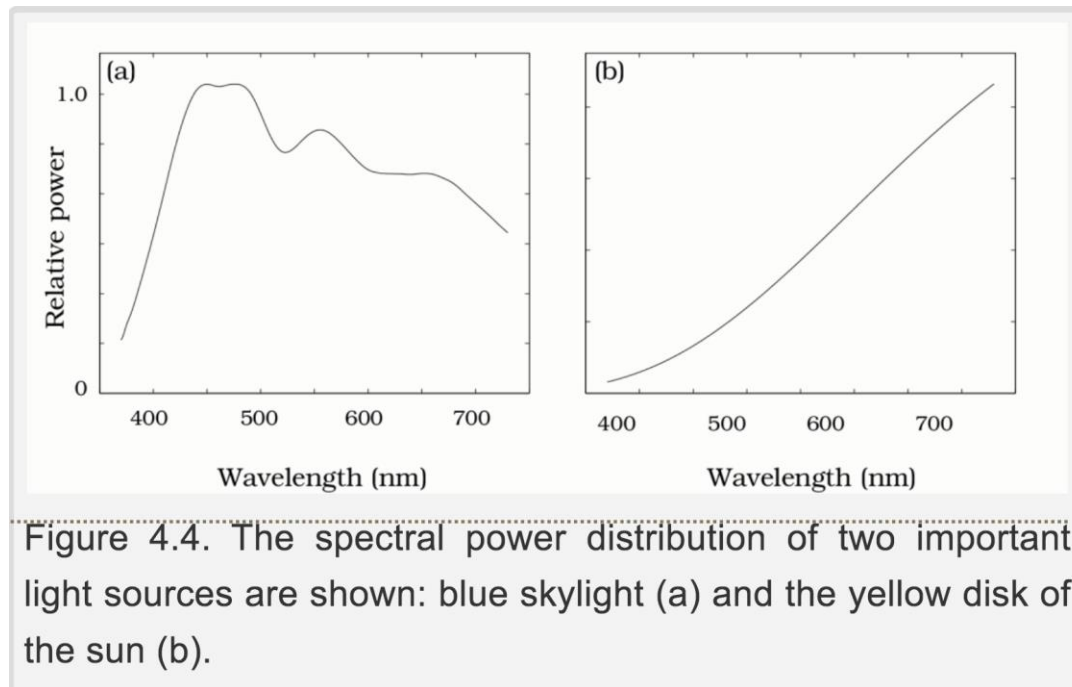 (a)
1.0
Relative power
0
400 500 600 700
Wavelength (nm)
(b)
400 500 600 700
Wavelength (nm)
Figure 4.4. The spectral power distribution of two important
light sources are shown: blue skylight (a) and the yellow disk of
the sun (b).